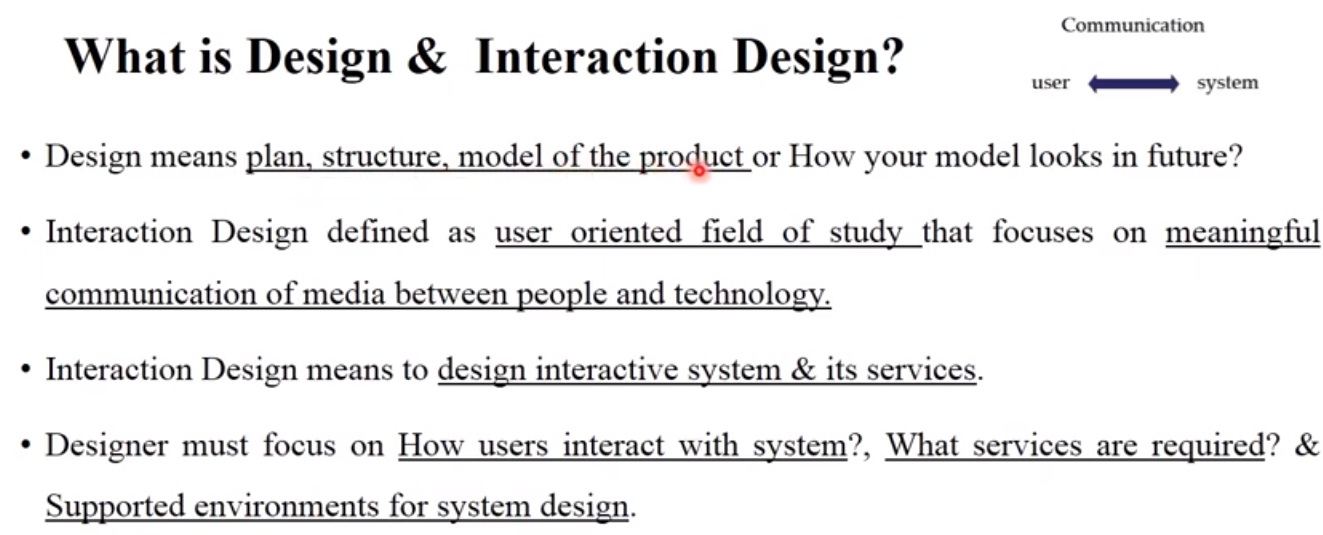 What is Design & Interaction Design?
Communication
user system
• Design means plan, structure, model of the product or How your model looks in future?
• Interaction Design defined as user oriented field of study that focuses on meaningful
communication of media between people and technology.
• Interaction Design means to design interactive system & its services.
• Designer must focus on How users interact with system?, What services are required? &
Supported environments for system design.